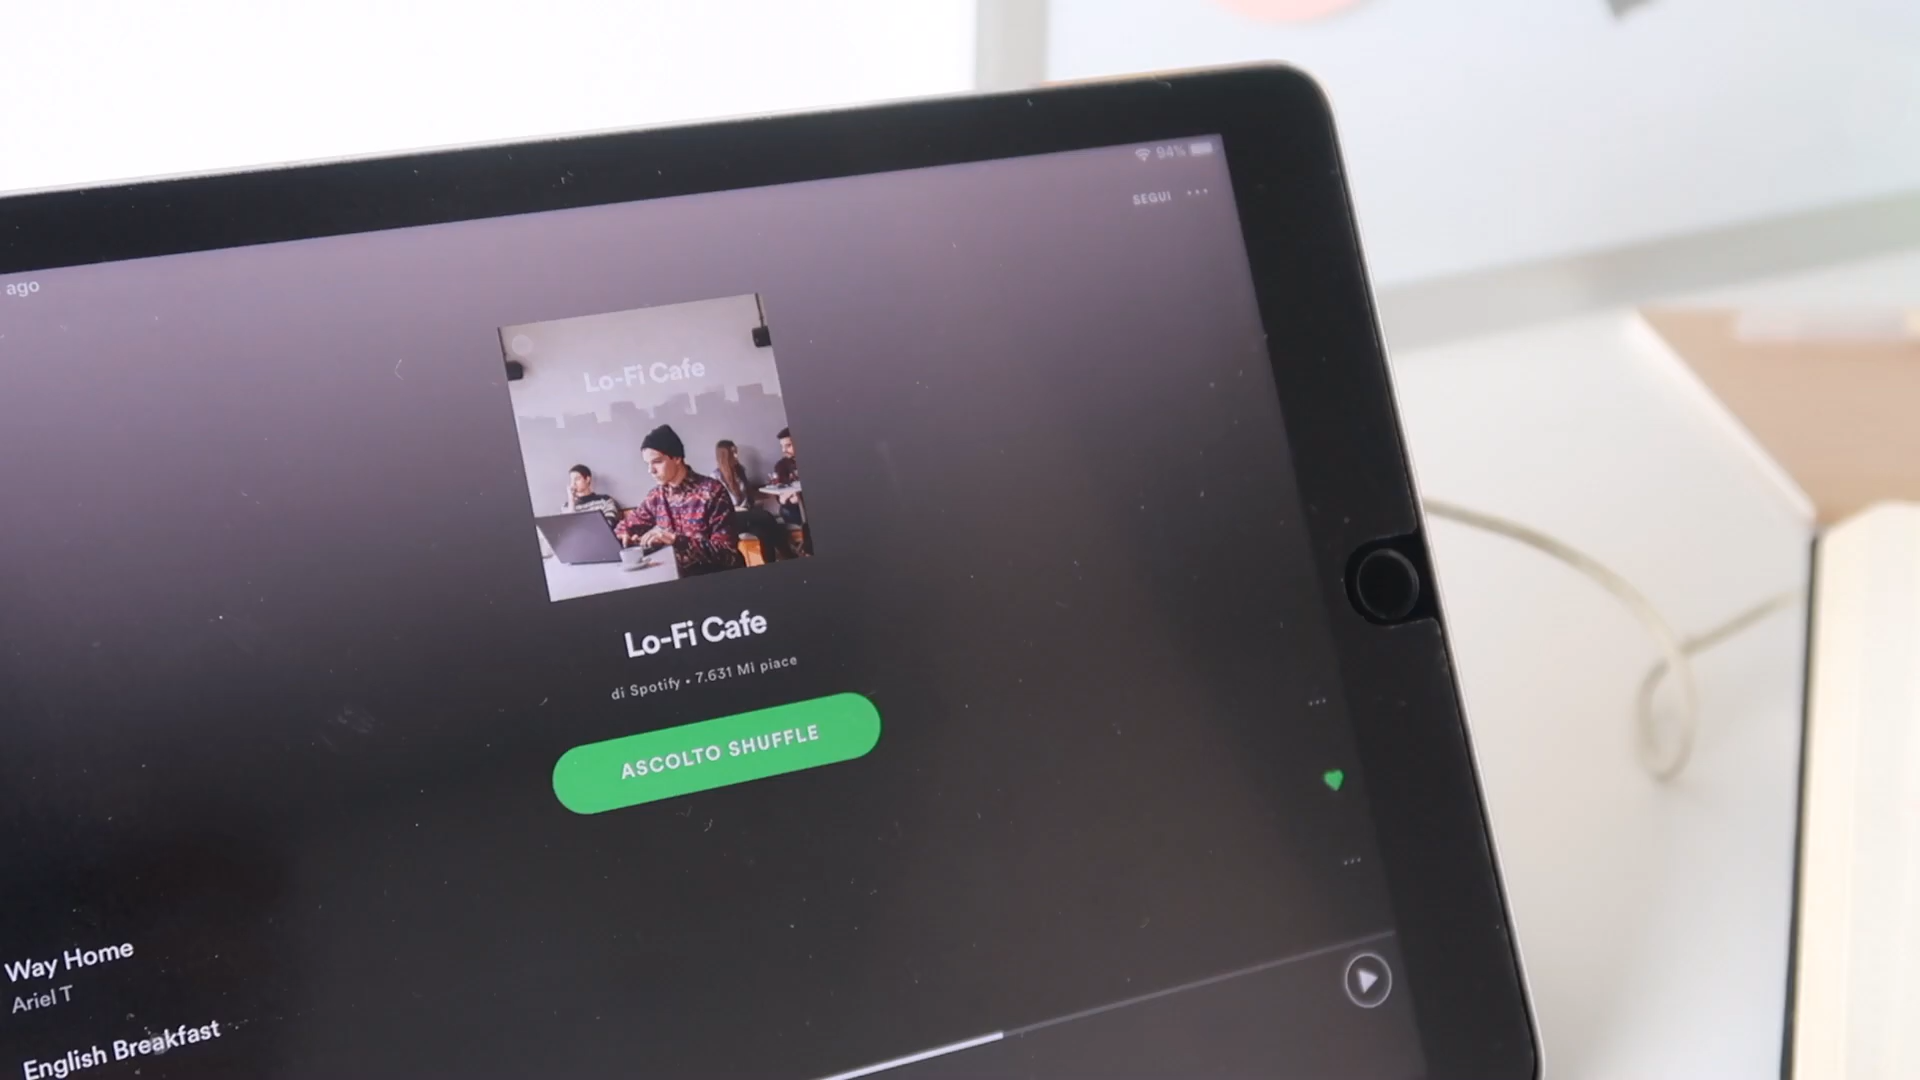 94%
SEGUI
ago
Lo-Fi Cafe
Lo-Fi Cafe
di Spotify • 7.631 Mi piace
ASCOLTO SHUFFLE
Way Home
Ariel T
English Breakfast